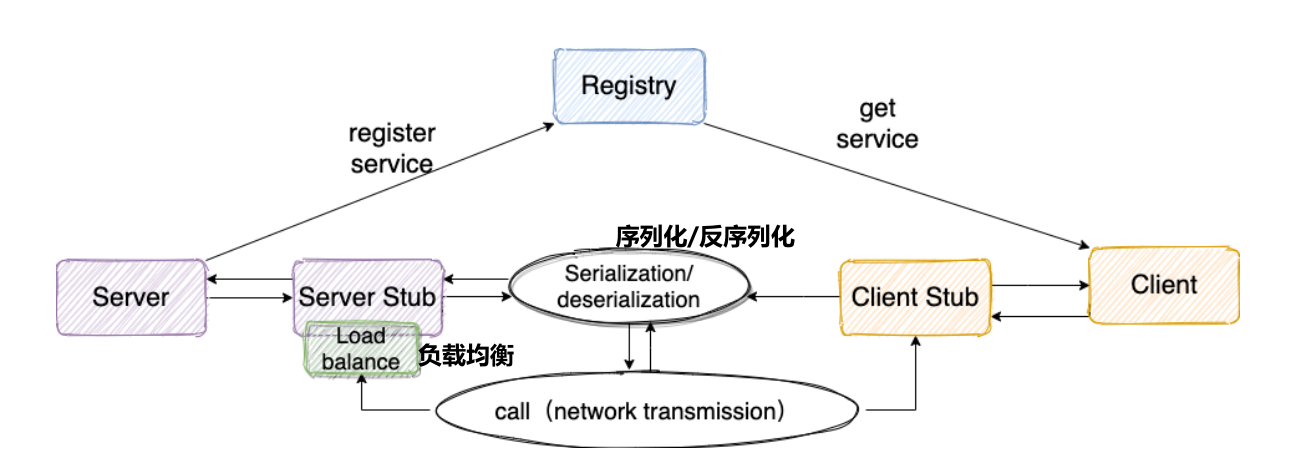 Registry
register
service
get
service
序列化/反序列化
Serialization/
deserialization
Server
Server Stub
Client Stub
Client
Load
balance
负载均衡
call（network transmission）